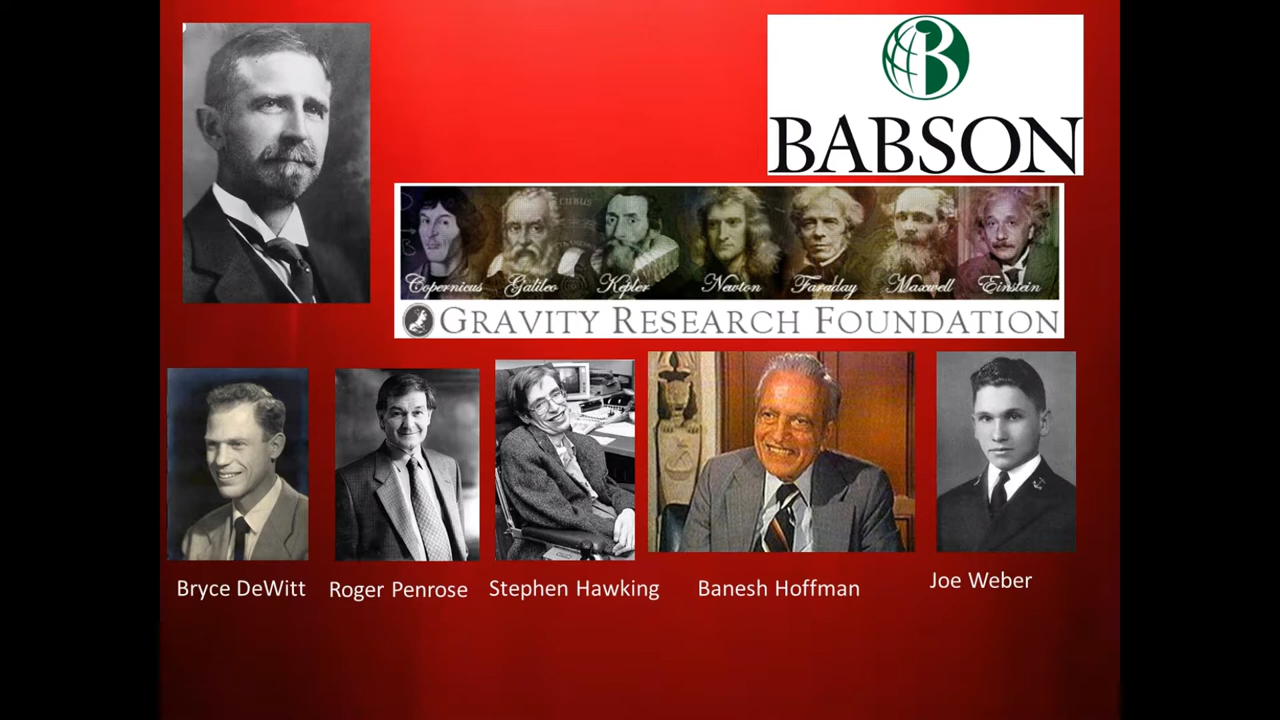 BABSON
Copernicus Galileo Kepler Newton Faraday Maxwell Einstein
GRAVITY RESEARCH FOUNDATION
Bryce DeWitt Roger Penrose Stephen Hawking Banesh Hoffman Joe Weber